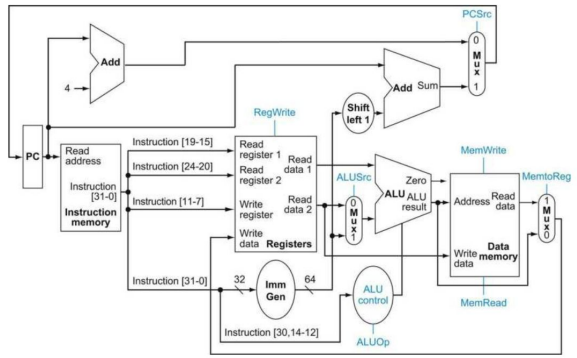 PCSrc
0
Mux
1
Add
4
Add Sum
Shift
left 1
RegWrite
PC
Read
address
Instruction
[31-0]
Instruction
memory
Instruction [19-15]
Instruction [24-20]
Instruction [11-7]
Instruction [31-0]
Instruction [30,14-12]
Read
register 1
Read
register 2
Write
register
Write
data
Registers
Read
data 1
Read
data 2
32
Imm
Gen
64
ALUSrc
0
Mux
1
Zero
ALU
ALU
result
ALU
control
ALUOp
MemWrite
Address
Read
data
Write
data
Data
memory
MemRead
MemtoReg
1
Mux
0